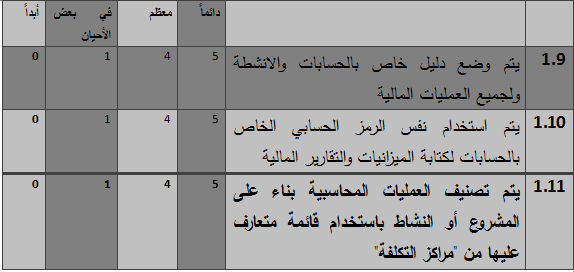 دائماً معظم في بعض الأحيان أبداً
1.9 يتم وضع دليل خاص بالحسابات والانشطة 5 4 1 0
ولجميع العمليات المالية
1.10 يتم استخدام نفس الرمز الحسابي الخاص 5 4 1 0
بالحسابات لكتابة الميزانيات والتقارير المالية
1.11 يتم تصنيف العمليات المحاسبية بناء على 5 4 1 0
المشروع أو النشاط باستخدام قائمة متعارف
عليها من "مراكز التكلفة"